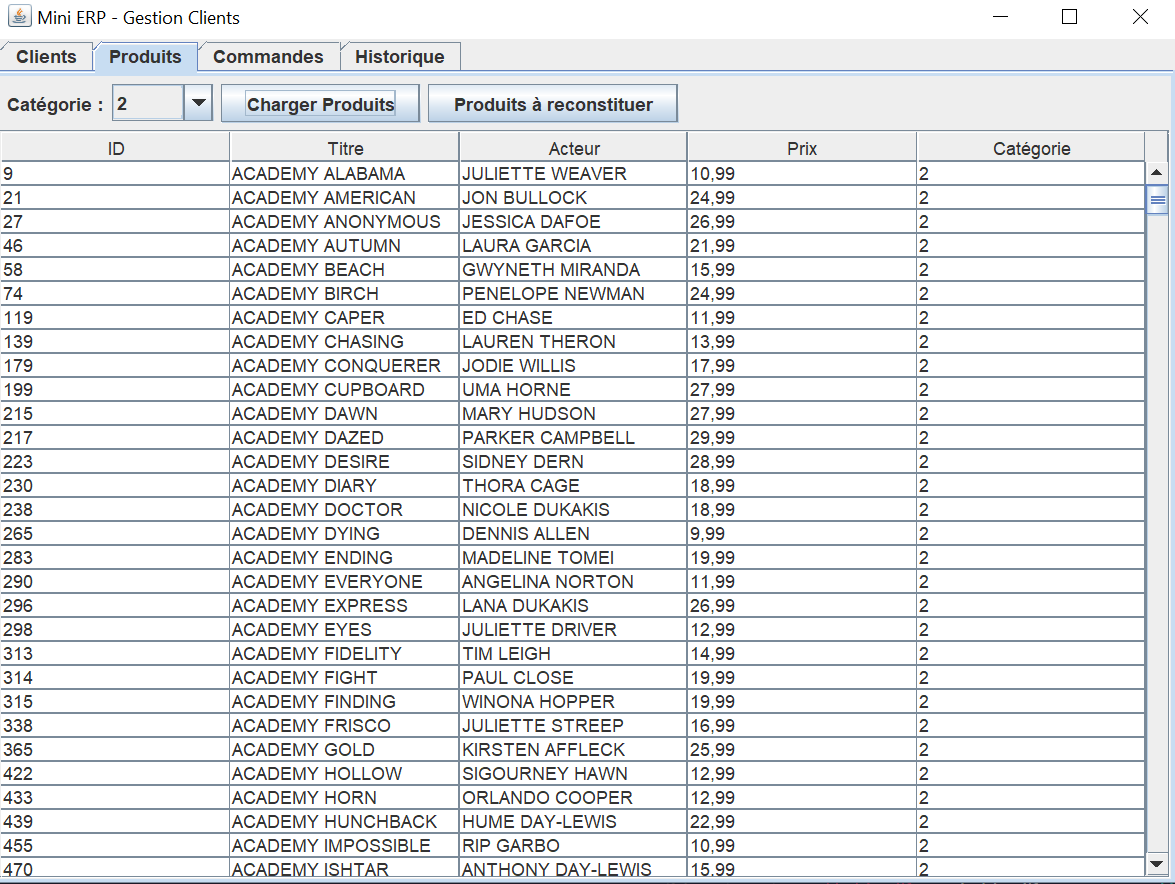 Mini ERP - Gestion Clients
Clients Produits Commandes Historique
Catégorie : 2 Charger Produits Produits à reconstituer
ID Titre Acteur Prix Catégorie
9 ACADEMY ALABAMA JULIETTE WEAVER 10,99 2
21 ACADEMY AMERICAN JON BULLOCK 24,99 2
27 ACADEMY ANONYMOUS JESSICA DAFOE 26,99 2
46 ACADEMY AUTUMN LAURA GARCIA 21,99 2
58 ACADEMY BEACH GWYNETH MIRANDA 15,99 2
74 ACADEMY BIRCH PENELOPE NEWMAN 24,99 2
119 ACADEMY CAPER ED CHASE 11,99 2
139 ACADEMY CHASING LAUREN THERON 13,99 2
179 ACADEMY CONQUERER JODIE WILLIS 17,99 2
199 ACADEMY CUPBOARD UMA HORNE 27,99 2
215 ACADEMY DAWN MARY HUDSON 27,99 2
217 ACADEMY DAZED PARKER CAMPBELL 29,99 2
223 ACADEMY DESIRE SIDNEY DERN 28,99 2
230 ACADEMY DIARY THORA CAGE 18,99 2
238 ACADEMY DOCTOR NICOLE DUKAKIS 18,99 2
265 ACADEMY DYING DENNIS ALLEN 9,99 2
283 ACADEMY ENDING MADELINE TOMEI 19,99 2
290 ACADEMY EVERYONE ANGELINA NORTON 11,99 2
296 ACADEMY EXPRESS LANA DUKAKIS 26,99 2
298 ACADEMY EYES JULIETTE DRIVER 12,99 2
313 ACADEMY FIDELITY TIM LEIGH 14,99 2
314 ACADEMY FIGHT PAUL CLOSE 19,99 2
315 ACADEMY FINDING WINONA HOPPER 19,99 2
338 ACADEMY FRISCO JULIETTE STREEP 16,99 2
365 ACADEMY GOLD KIRSTEN AFFLECK 25,99 2
422 ACADEMY HOLLOW SIGOURNEY HAWN 12,99 2
433 ACADEMY HORN ORLANDO COOPER 12,99 2
439 ACADEMY HUNCHBACK HUME DAY-LEWIS 22,99 2
455 ACADEMY IMPOSSIBLE RIP GARBO 10,99 2
470 ACADEMY ISHTAR ANTHONY DAY-LEWIS 15,99 2